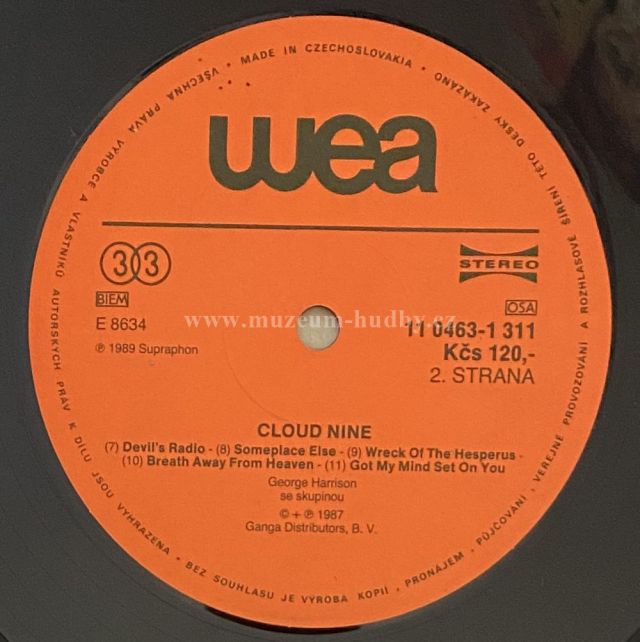 VŠECHNA PRÁVA VÝROBCE A VLASTNÍKŮ AUTORSKÝCH PRÁV K DÍLU JSOU VYHRAZENA • BEZ SOUHLASU JE VÝROBA KOPIÍ, PRONÁJEM, PŮJČOVÁNÍ, VEŘEJNÉ PROVOZOVÁNÍ A ROZHLASOVÉ ŠÍŘENÍ TÉTO DESKY ZAKÁZÁNO • MADE IN CZECHOSLOVAKIA •
wea
33
STEREO
BIEM
OSA
E 8634
11 0463-1 311
℗ 1989 Supraphon
Kčs 120,-
2. STRANA
www.muzeum-hudby.cz
CLOUD NINE
(7) Devil's Radio - (8) Someplace Else - (9) Wreck Of The Hesperus -
(10) Breath Away From Heaven - (11) Got My Mind Set On You
George Harrison
se skupinou
© + ℗ 1987
Ganga Distributors, B. V.